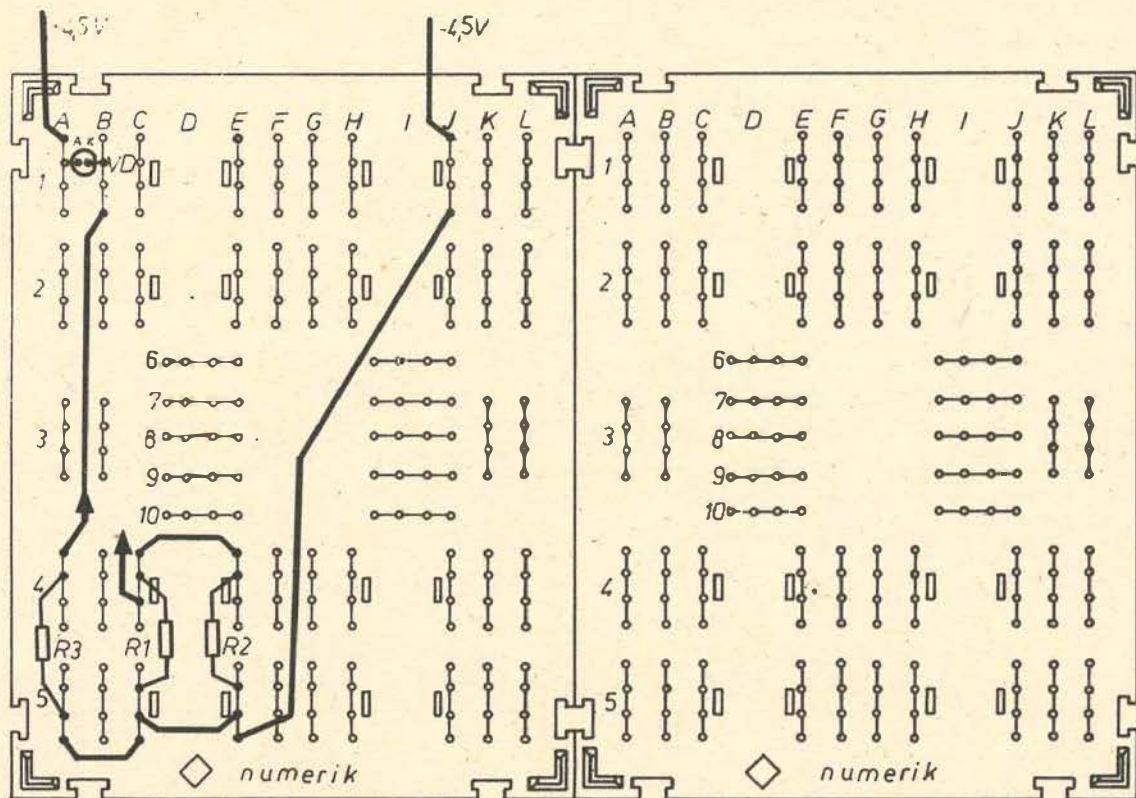 -4,5V -4,5V
A B C D E F G H I J K L A B C D E F G H I J K L
A K
VD
1 1
2 2
6 6
7 7
3 8 3 8
9 9
10 10
4 4
R3 R1 R2
5 5
numerik numerik